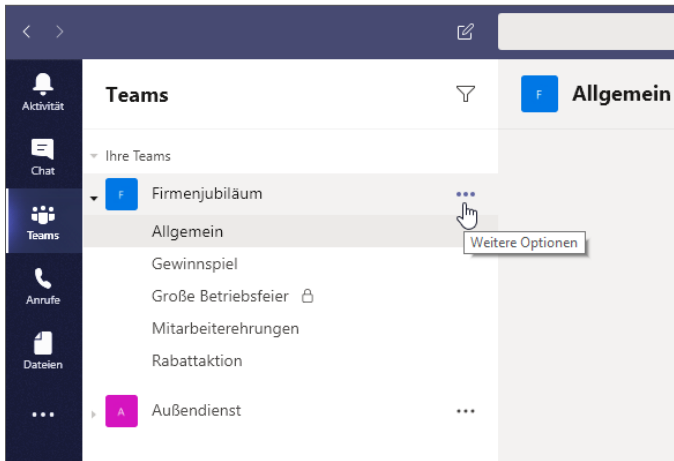 Aktivität
Chat
Teams
Anrufe
Dateien
Teams
Ihre Teams
F Firmenjubiläum
Allgemein
Gewinnspiel
Große Betriebsfeier
Mitarbeiterehrungen
Rabattaktion
A Außendienst
Weitere Optionen
F Allgemein